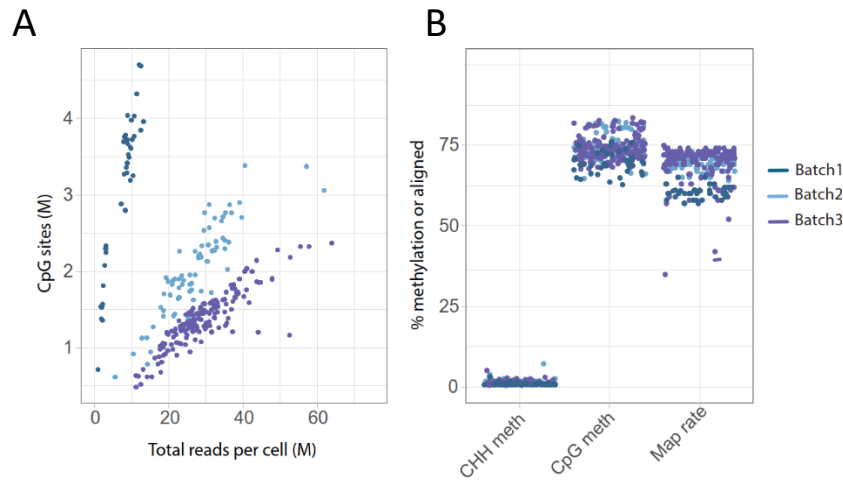 A
CpG sites (M)
4
3
2
1
0
20
40
60
Total reads per cell (M)
B
% methylation or aligned
75
50
25
0
CHH meth
CpG meth
Map rate
Batch1
Batch2
Batch3